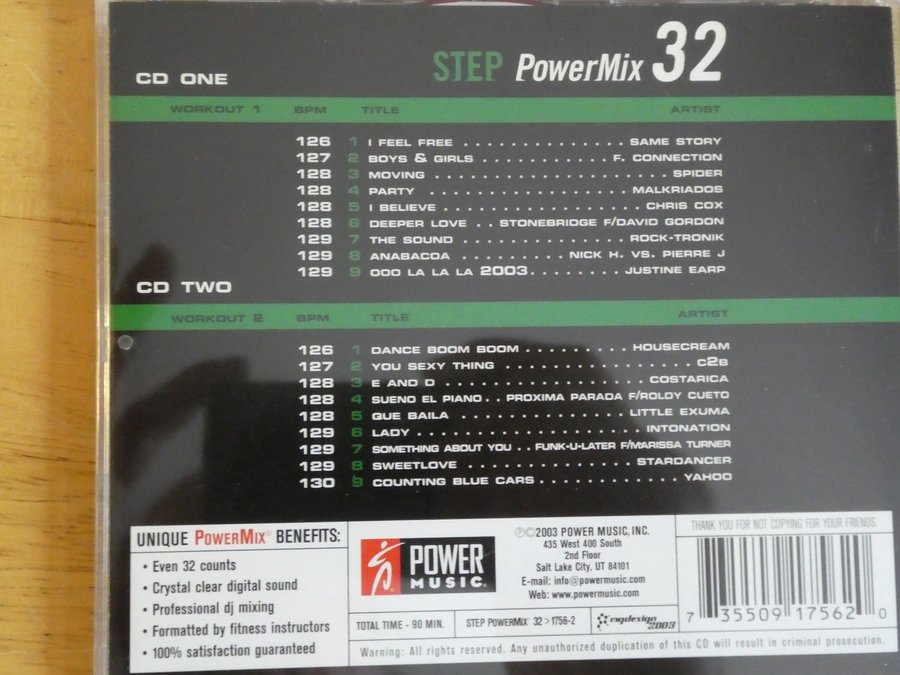 STEP PowerMix 32
CD ONE
WORKOUT 1 BPM TITLE ARTIST
126 1 I FEEL FREE . . . . . . . . . . . . . . . SAME STORY
127 2 BOYS & GIRLS . . . . . . . . . . . . F. CONNECTION
128 3 MOVING . . . . . . . . . . . . . . . . . . . . . SPIDER
128 4 PARTY . . . . . . . . . . . . . . . . . . MALKRIADOS
128 5 I BELIEVE . . . . . . . . . . . . . . . . . . CHRIS COX
128 6 DEEPER LOVE . . STONEBRIDGE F/DAVID GORDON
129 7 THE SOUND . . . . . . . . . . . . . . . ROCK-TRONIK
129 8 ANABACOA . . . . . . . . . NICK H. VS. PIERRE J
129 9 OOO LA LA LA 2003 . . . . . . . . JUSTINE EARP
CD TWO
WORKOUT 2 BPM TITLE ARTIST
126 1 DANCE BOOM BOOM . . . . . . . . . HOUSECREAM
127 2 YOU SEXY THING . . . . . . . . . . . . . . . . . C2B
128 3 E AND D . . . . . . . . . . . . . . . . . . COSTARICA
128 4 SUENO EL PIANO . . PROXIMA PARADA F/ROLDY CUETO
128 5 QUE BAILA . . . . . . . . . . . . . . . LITTLE EXUMA
129 6 LADY . . . . . . . . . . . . . . . . . . . . INTONATION
129 7 SOMETHING ABOUT YOU . . FUNK-U-LATER F/MARISSA TURNER
129 8 SWEETLOVE . . . . . . . . . . . . . . . STARDANCER
130 9 COUNTING BLUE CARS . . . . . . . . . . . . YAHOO
UNIQUE POWERMIX® BENEFITS:
• Even 32 counts
• Crystal clear digital sound
• Professional dj mixing
• Formatted by fitness instructors
• 100% satisfaction guaranteed
POWER
MUSIC®
℗©2003 POWER MUSIC, INC.
435 West 400 South
2nd Floor
Salt Lake City, UT 84101
E-mail: info@powermusic.com
Web: www.powermusic.com
TOTAL TIME - 90 MIN.
STEP POWERMIX 32 > 1756-2
mgdesign
2003
THANK YOU FOR NOT COPYING FOR YOUR FRIENDS
7 35509 17562 0
Warning: All rights reserved. Any unauthorized duplication of this CD will result in criminal prosecution.